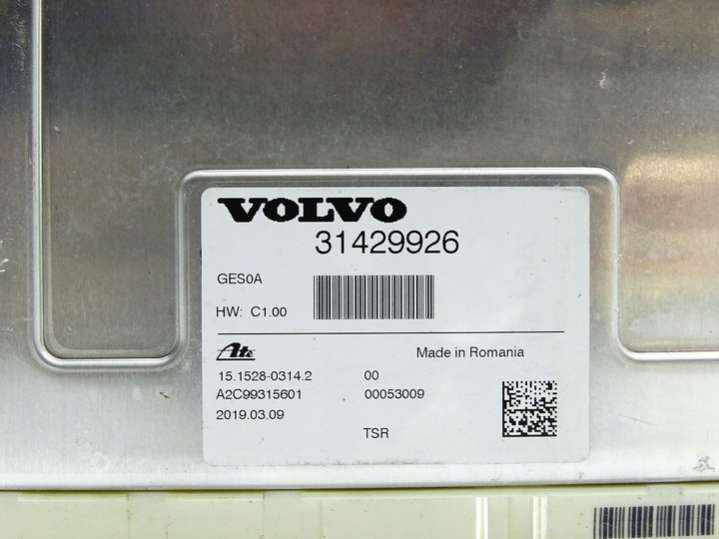 VOLVO
31429926
GES0A
HW: C1.00
Ate
Made in Romania
15.1528-0314.2 00
A2C99315601 00053009
2019.03.09
TSR